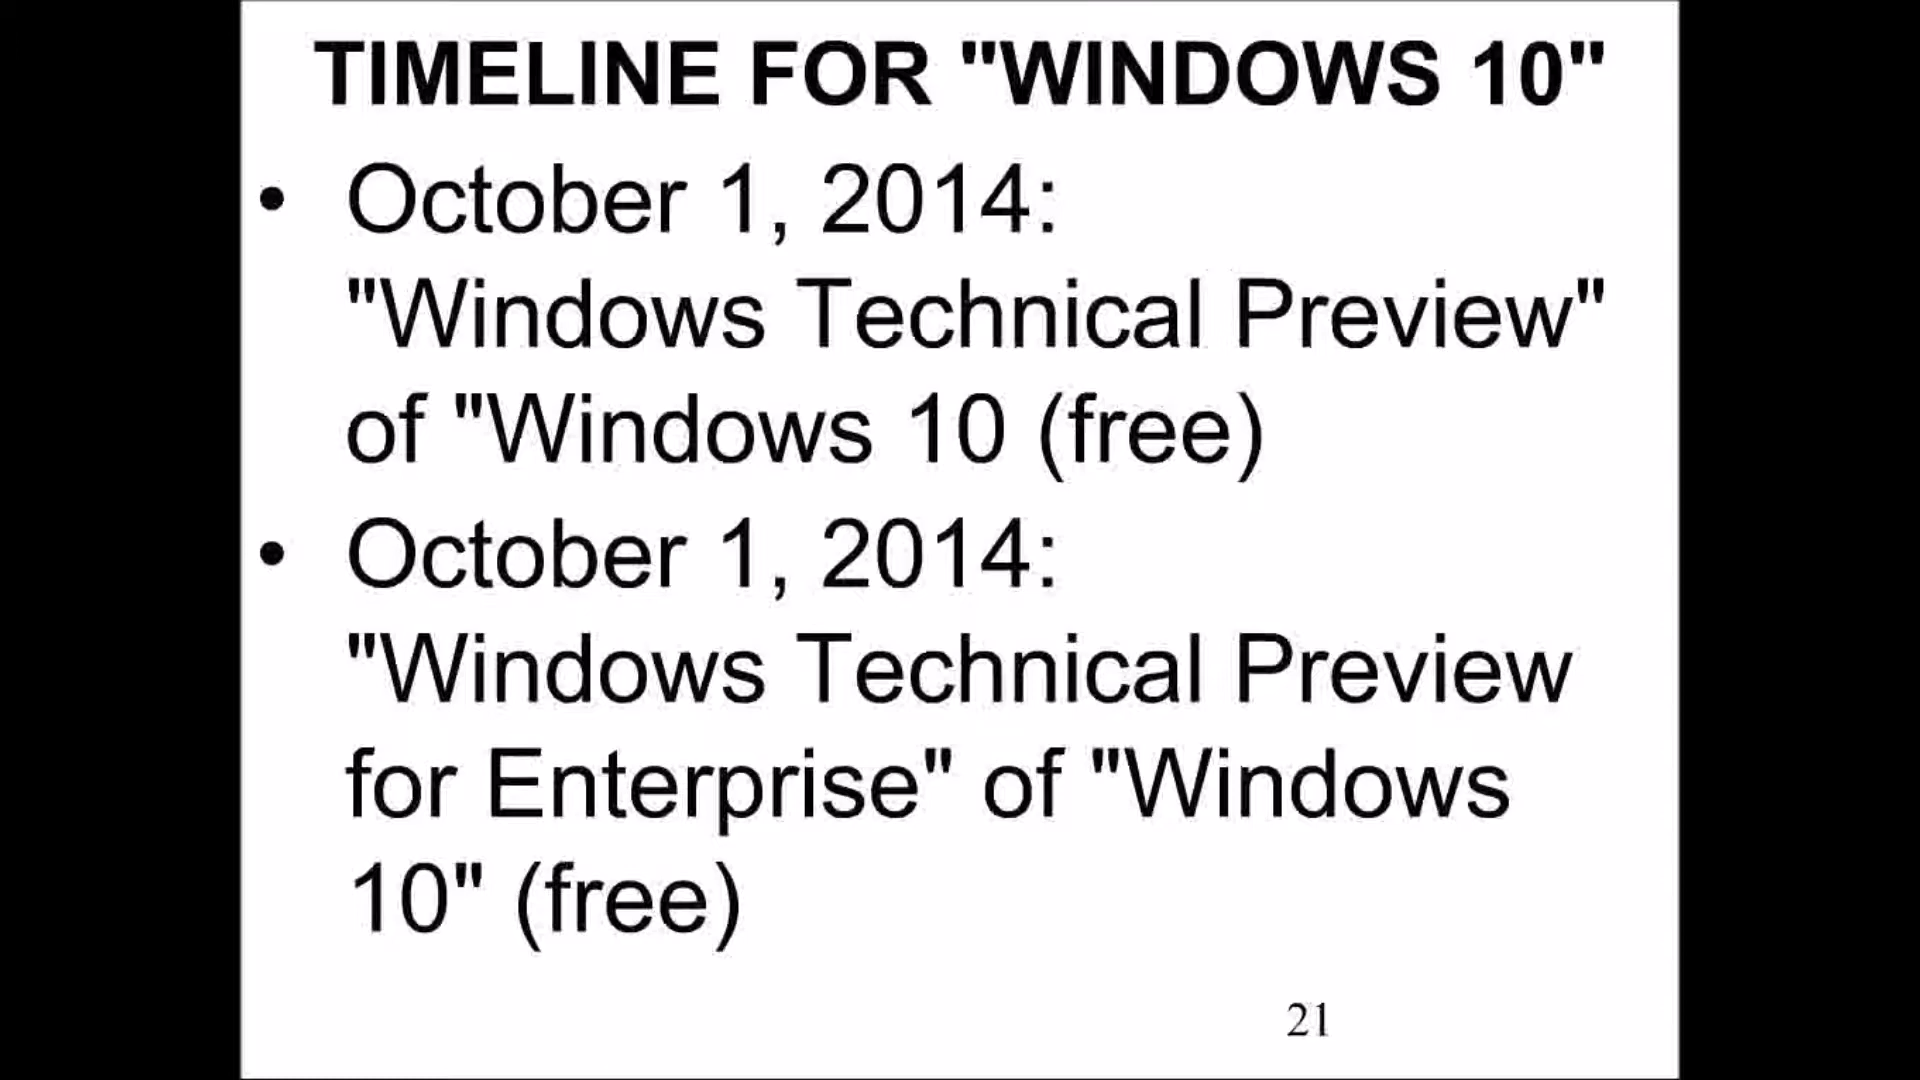 TIMELINE FOR "WINDOWS 10"
• October 1, 2014:
"Windows Technical Preview"
of "Windows 10 (free)
• October 1, 2014:
"Windows Technical Preview
for Enterprise" of "Windows
10" (free)
21